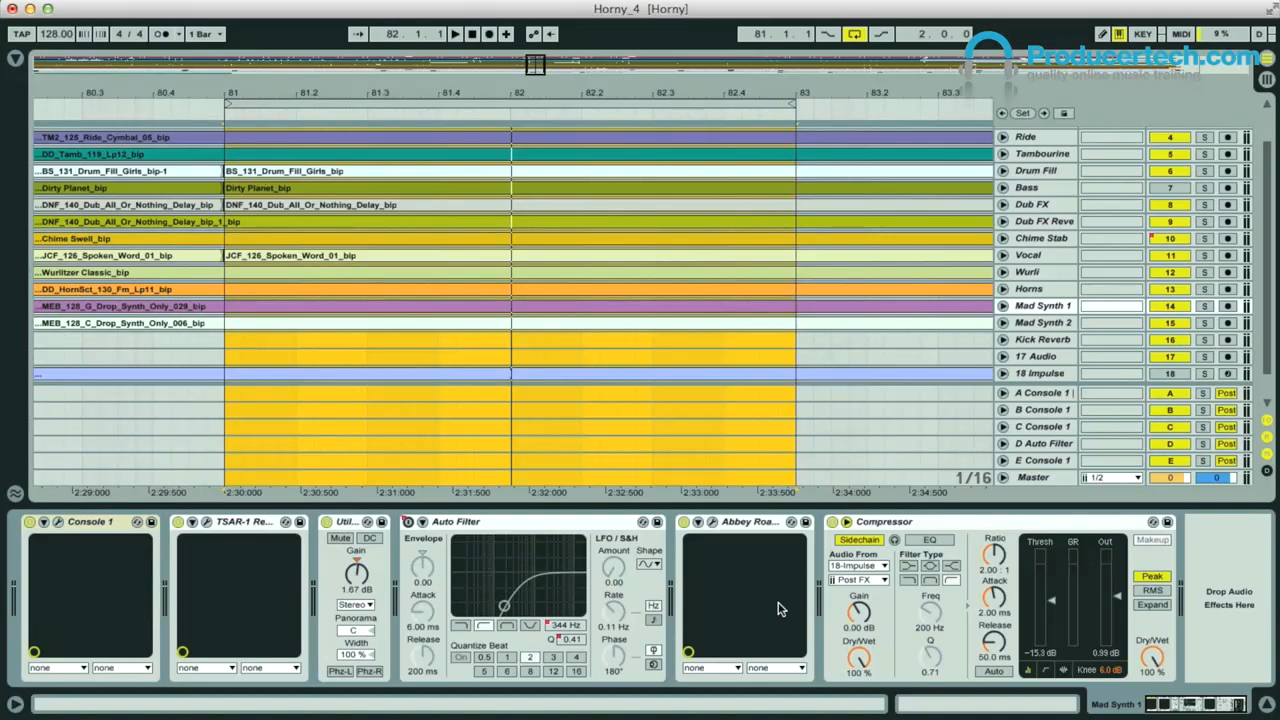 Horny_4 [Horny]
TAP 128.00 4 / 4 1 Bar 82. 1. 1 81. 1. 1 2. 0. 0 KEY MIDI 9 % D
Producertech.com
quality online music training
80.3 80.4 81 81.2 81.3 81.4 82 82.2 82.3 82.4 83 83.2 83.3
Set
...TM2_125_Ride_Cymbal_05_bip Ride 4 S
...DD_Tamb_119_Lp12_bip Tambourine 5 S
...BS_131_Drum_Fill_Girls_bip-1 BS_131_Drum_Fill_Girls_bip Drum Fill 6 S
...Dirty Planet_bip Dirty Planet_bip Bass 7 S
...DNF_140_Dub_All_Or_Nothing_Delay_bip DNF_140_Dub_All_Or_Nothing_Delay_bip Dub FX 8 S
...DNF_140_Dub_All_Or_Nothing_Delay_bip_1_bip Dub FX Reve 9 S
...Chime Swell_bip Chime Stab 10 S
...JCF_126_Spoken_Word_01_bip JCF_126_Spoken_Word_01_bip Vocal 11 S
...Wurlitzer Classic_bip Wurli 12 S
...DD_HornSct_130_Fm_Lp11_bip Horns 13 S
...MEB_128_G_Drop_Synth_Only_029_bip Mad Synth 1 14 S
...MEB_128_C_Drop_Synth_Only_006_bip Mad Synth 2 15 S
Kick Reverb 16 S
17 Audio 17 S
... 18 Impulse 18 S
A Console 1 | A S Post
B Console 1 B S Post
C Console 1 C S Post
D Auto Filter D S Post
E Console 1 E S Post
1/16 Master 1/2 0 0
2:29:000 2:29:500 2:30:000 2:30:500 2:31:000 2:31:500 2:32:000 2:32:500 2:33:000 2:33:500 2:34:000 2:34:500
Console 1 TSAR-1 Re... Util... Auto Filter Abbey Roa... Compressor
Mute DC Envelope LFO / S&H Sidechain EQ Ratio Thresh GR Out Makeup
Gain Amount Shape Audio From Filter Type
0.00 0.00 18-Impulse 2.00 : 1
1.67 dB Attack Rate Hz Post FX Attack Peak
Stereo Gain Freq RMS
Panorama 6.00 ms 344 Hz 0.11 Hz 0.00 dB 200 Hz 2.00 ms Expand
C Release Q 0.41 Phase Dry/Wet Q Release
Width Quantize Beat Dry/Wet
100 % On 0.5 1 2 3 4 50.0 ms -15.3 dB 0.99 dB
none none none none Phz-L Phz-R 200 ms 5 6 8 12 16 180° none none 100 % 0.71 Auto Knee 6.0 dB 100 %
Drop Audio
Effects Here
Mad Synth 1